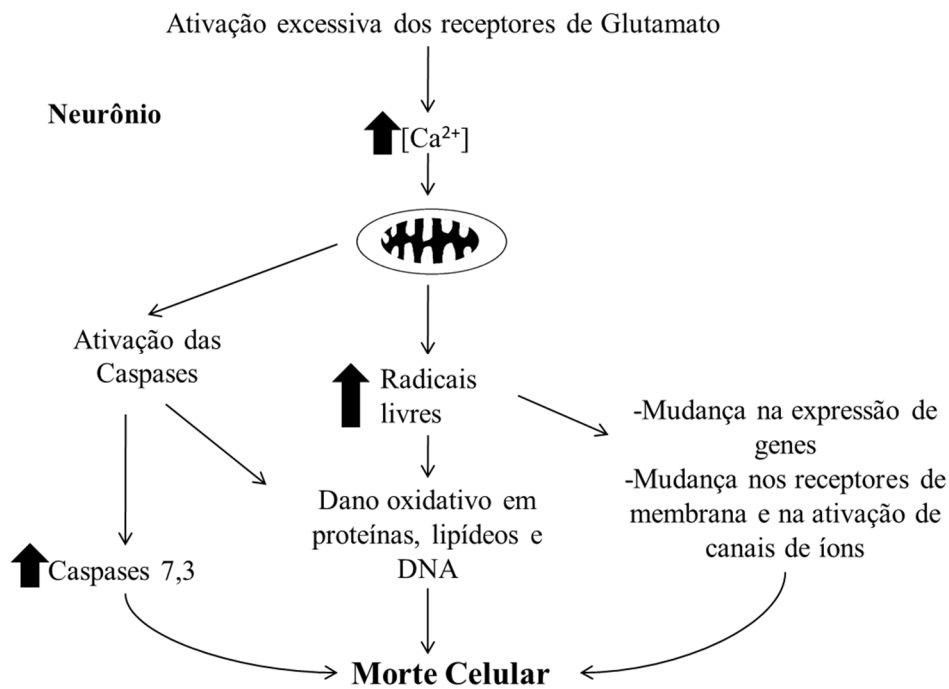 Ativação excessiva dos receptores de Glutamato
Neurônio
[Ca²⁺]
Ativação das
Caspases
Radicais
livres
-Mudança na expressão de
genes
-Mudança nos receptores de
membrana e na ativação de
canais de íons
Dano oxidativo em
proteínas, lipídeos e
DNA
Caspases 7,3
Morte Celular